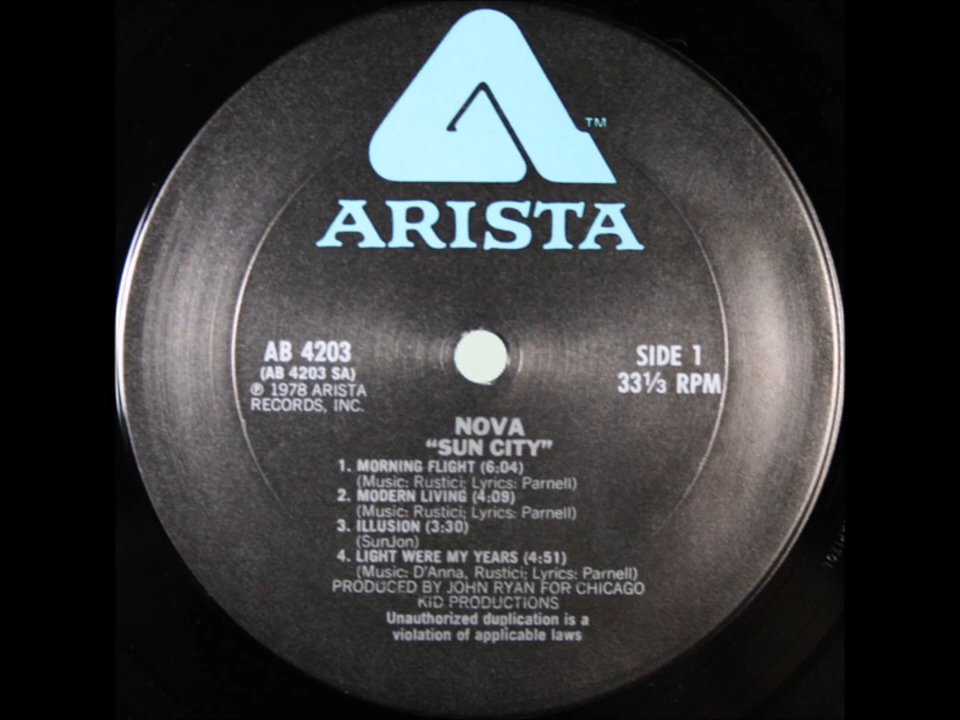 TM
ARISTA
AB 4203
(AB 4203 SA)
℗ 1978 ARISTA
RECORDS, INC.
SIDE 1
33⅓ RPM
NOVA
“SUN CITY”
1. MORNING FLIGHT (6:04)
(Music: Rustici; Lyrics: Parnell)
2. MODERN LIVING (4:09)
(Music: Rustici; Lyrics: Parnell)
3. ILLUSION (3:30)
(SunJon)
4. LIGHT WERE MY YEARS (4:51)
(Music: D'Anna, Rustici; Lyrics: Parnell)
PRODUCED BY JOHN RYAN FOR CHICAGO
KID PRODUCTIONS
Unauthorized duplication is a
violation of applicable laws